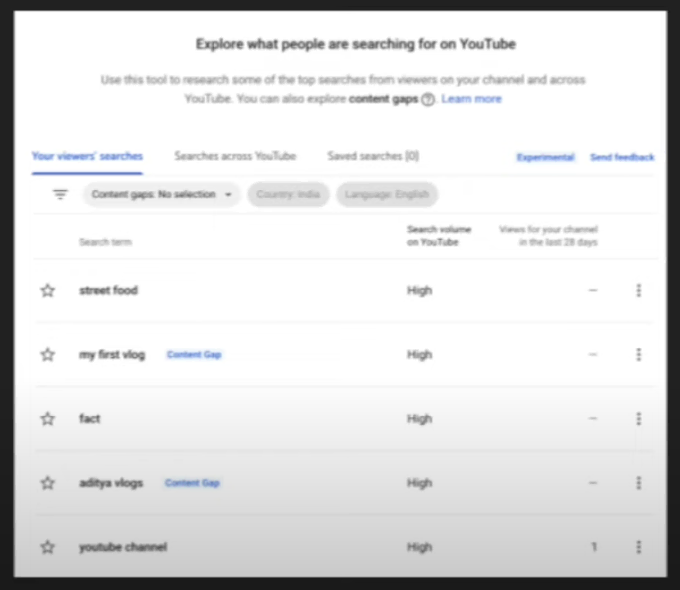 Explore what people are searching for on YouTube
Use this tool to research some of the top searches from viewers on your channel and across
YouTube. You can also explore content gaps ?. Learn more
Your viewers' searches Searches across YouTube Saved searches [0] Experimental Send feedback
Content gaps: No selection Country: India Language: English
Search term Search volume on YouTube Views for your channel in the last 28 days
street food High –
my first vlog Content Gap High –
fact High –
aditya vlogs Content Gap High –
youtube channel High 1